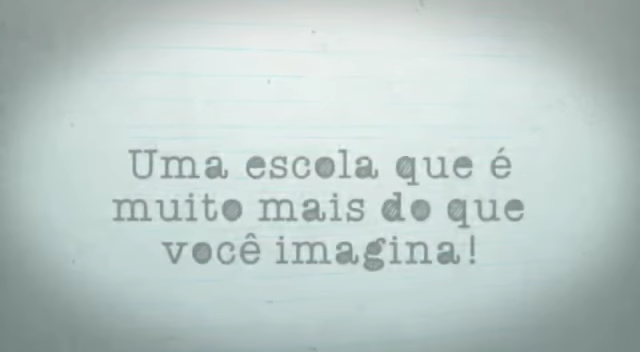 Uma escola que é
muito mais do que
você imagina!